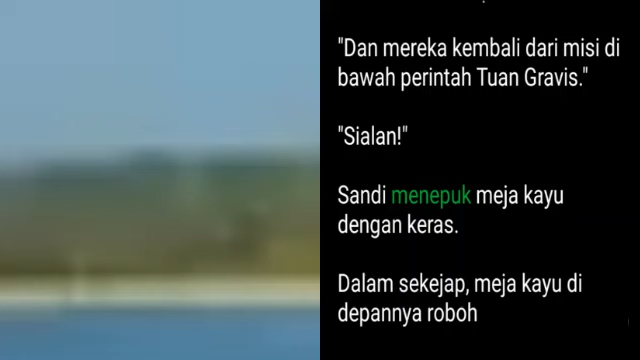 "Dan mereka kembali dari misi di
bawah perintah Tuan Gravis."
"Sialan!"
Sandi menepuk meja kayu
dengan keras.
Dalam sekejap, meja kayu di
depannya roboh